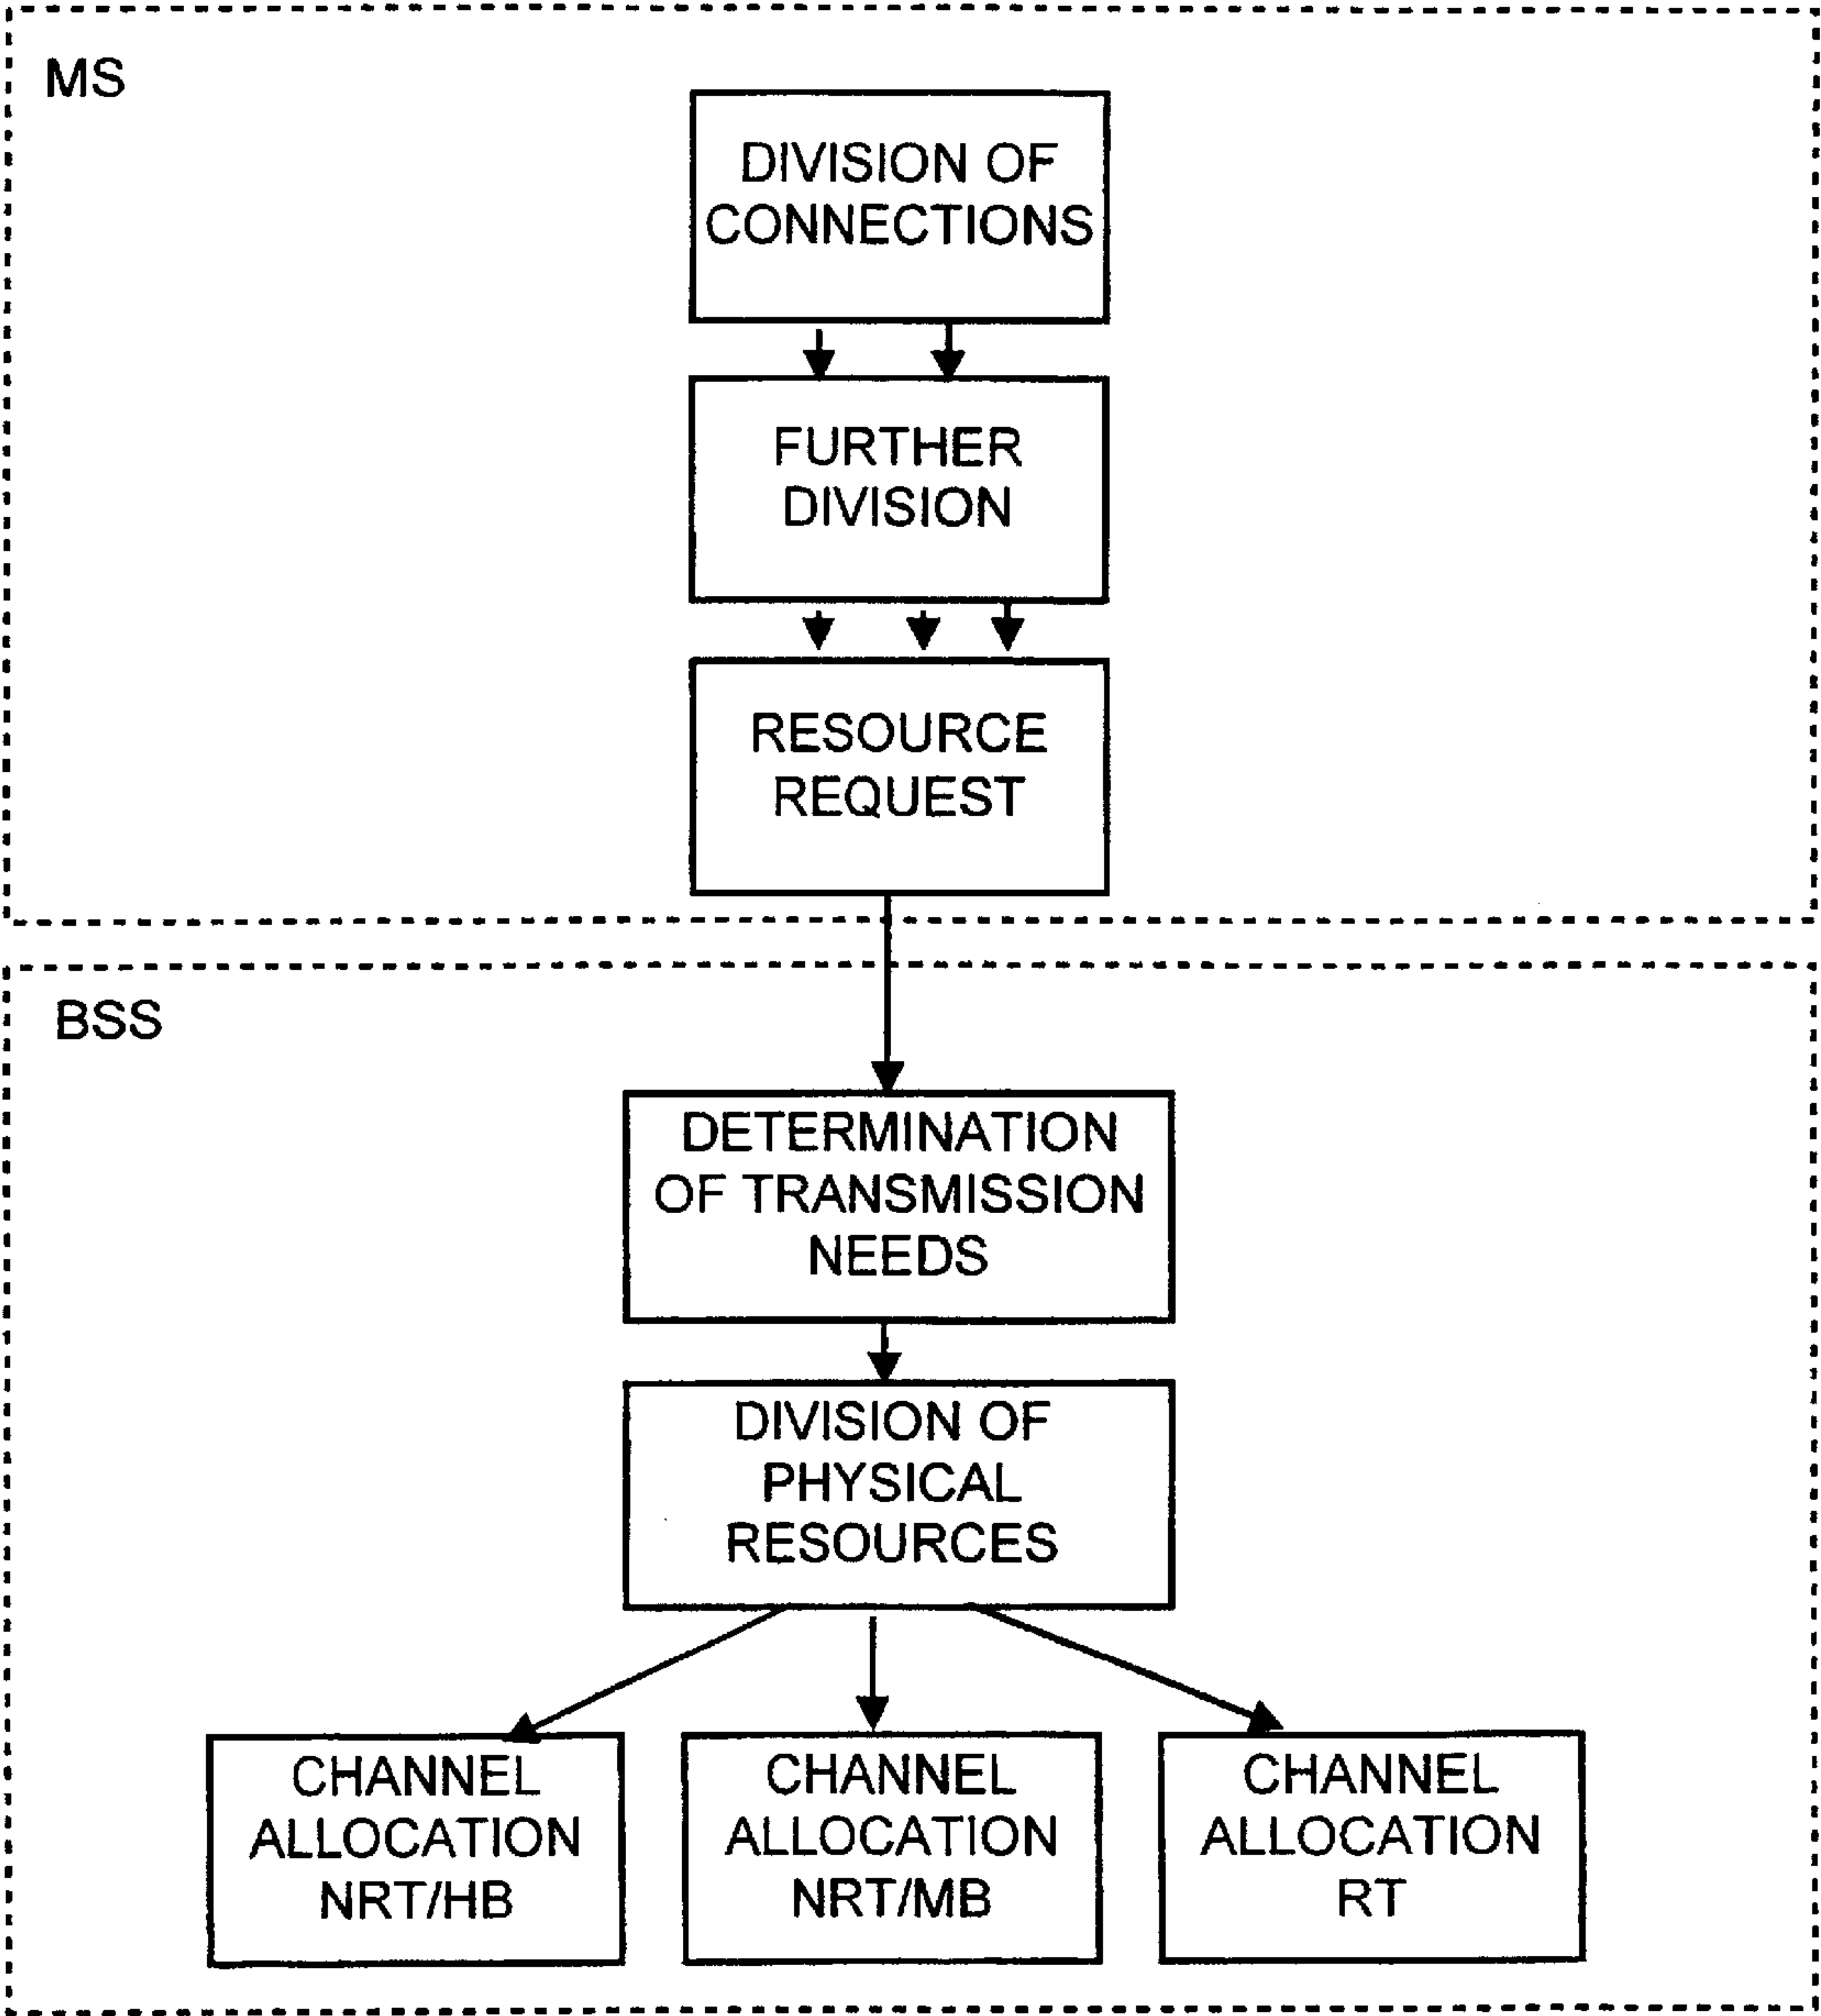 MS
DIVISION OF
CONNECTIONS
FURTHER
DIVISION
RESOURCE
REQUEST
BSS
DETERMINATION
OF TRANSMISSION
NEEDS
DIVISION OF
PHYSICAL
RESOURCES
CHANNEL
ALLOCATION
NRT/HB
CHANNEL
ALLOCATION
NRT/MB
CHANNEL
ALLOCATION
RT